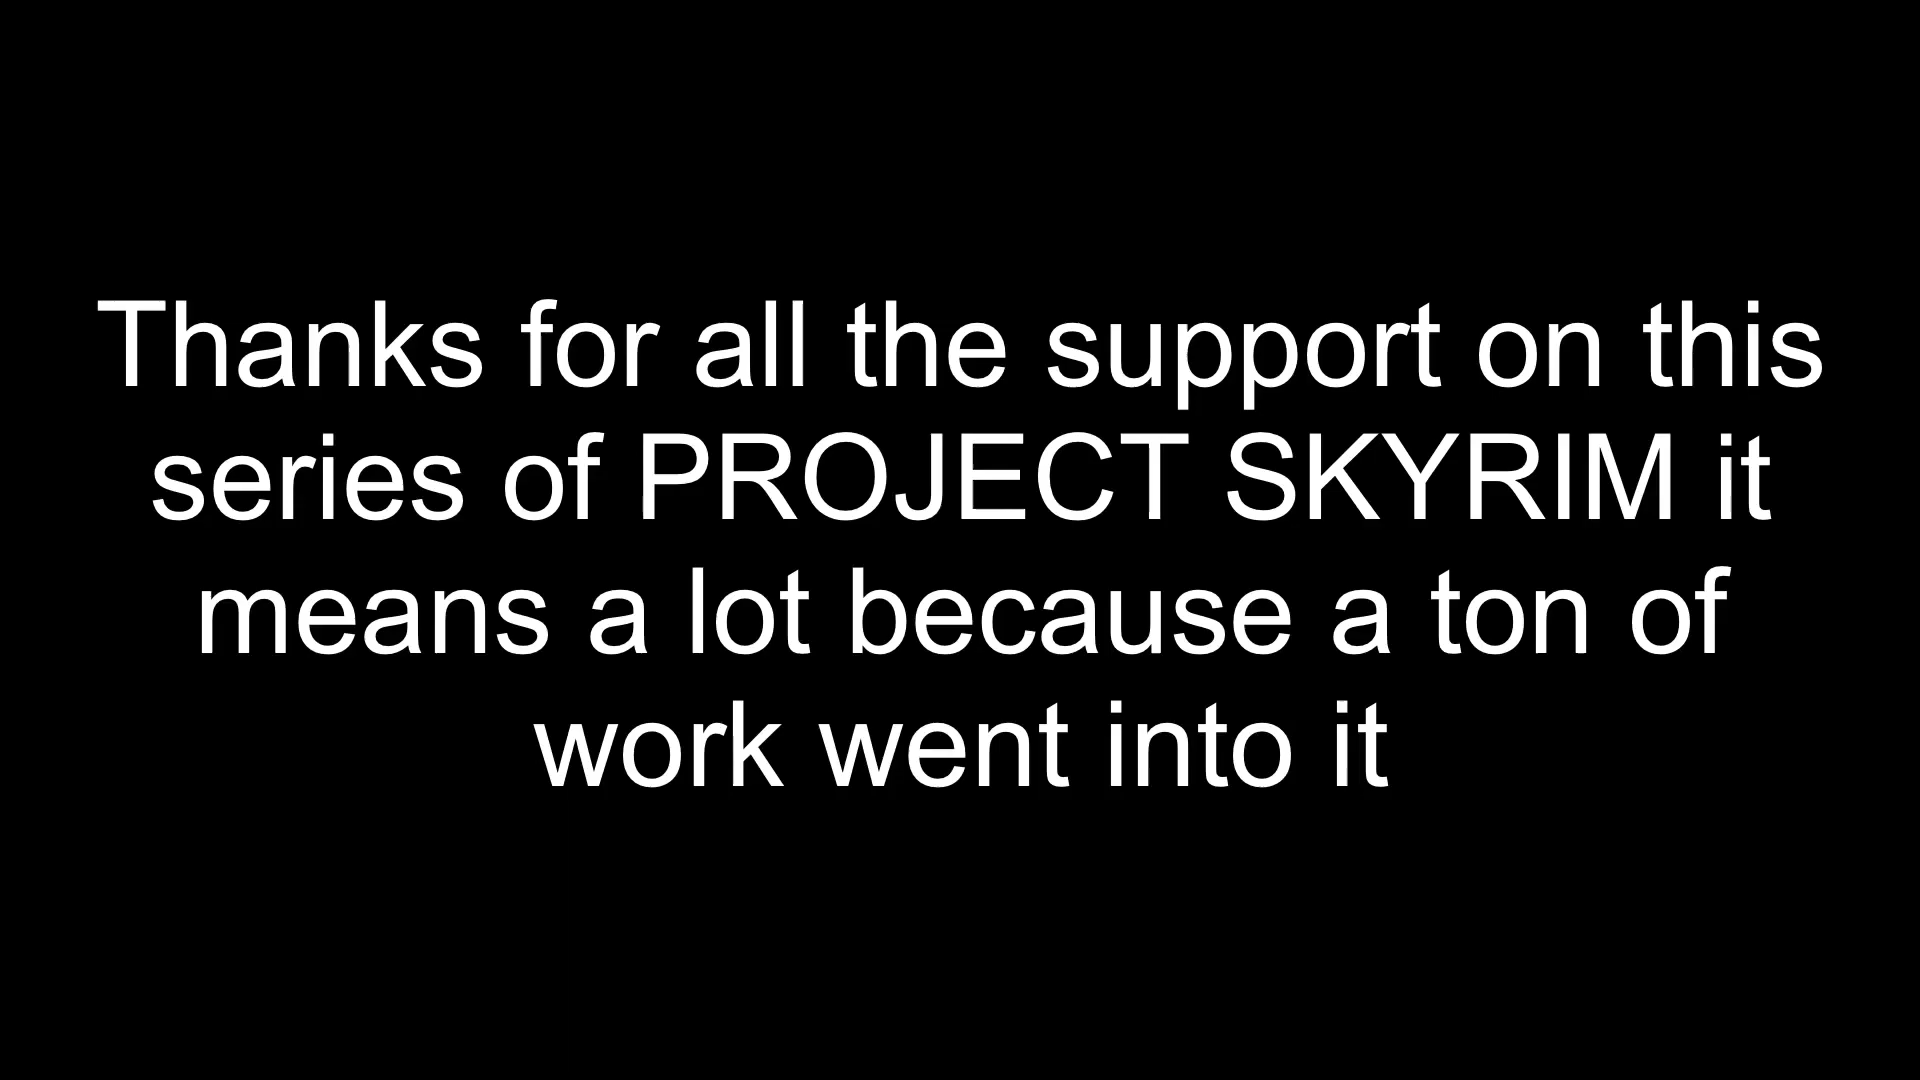 Thanks for all the support on this
series of PROJECT SKYRIM it
means a lot because a ton of
work went into it